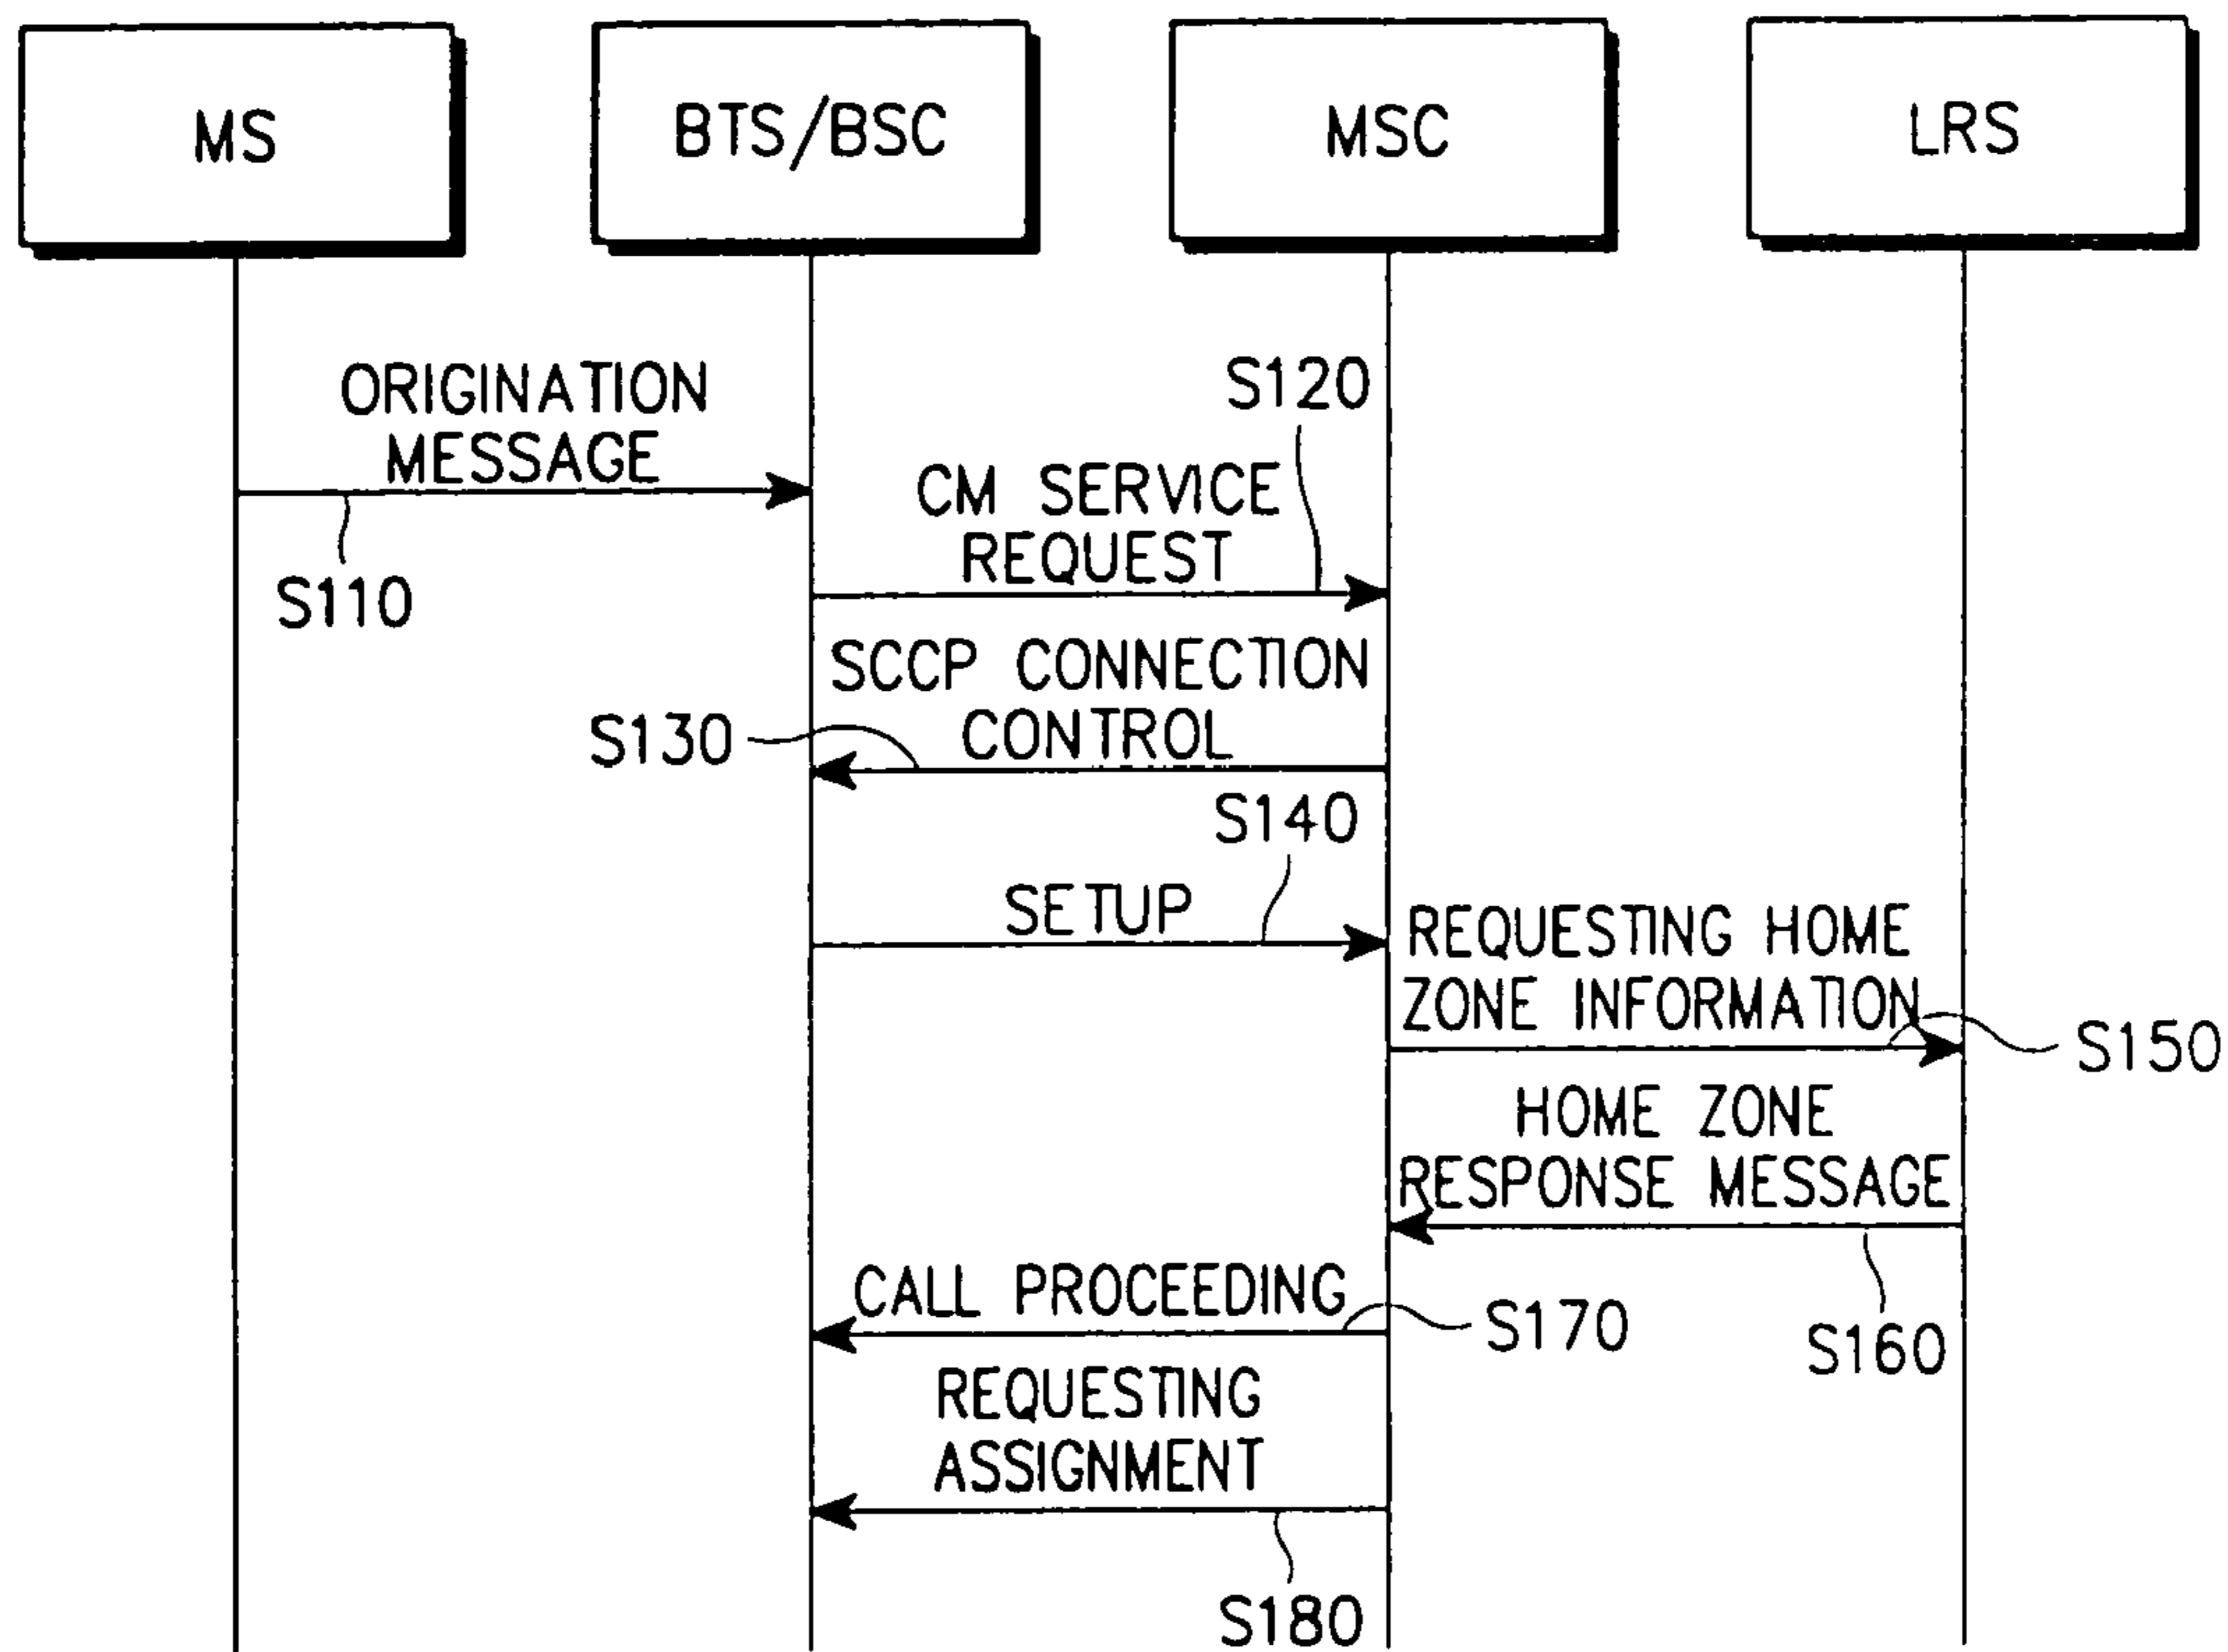 MS
BTS/BSC
MSC
LRS
ORIGINATION
MESSAGE
S110
S120
CM SERVICE
REQUEST
SCCP CONNECTION
CONTROL
S130
S140
SETUP
REQUESTING HOME
ZONE INFORMATION
S150
HOME ZONE
RESPONSE MESSAGE
S160
CALL PROCEEDING
S170
REQUESTING
ASSIGNMENT
S180